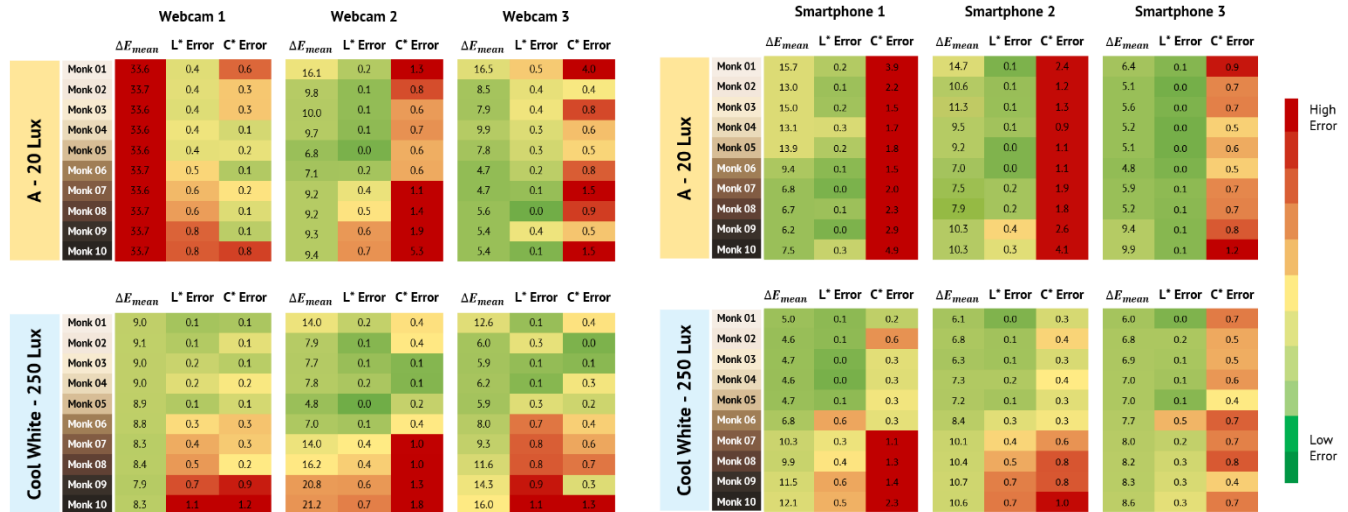 Webcam 1 Webcam 2 Webcam 3 Smartphone 1 Smartphone 2 Smartphone 3
ΔE_mean L* Error C* Error ΔE_mean L* Error C* Error ΔE_mean L* Error C* Error ΔE_mean L* Error C* Error ΔE_mean L* Error C* Error ΔE_mean L* Error C* Error
A - 20 Lux
Monk 01 0.4 0.6 16.1 0.2 16.5 0.5 4.0 Monk 01 15.7 0.2 3.9 14.7 0.1 6.4 0.1 0.9
Monk 02 0.4 0.3 9.8 0.1 0.8 8.5 0.4 0.4 Monk 02 13.0 0.1 2.2 10.6 0.1 1.2 5.1 0.0 0.7
Monk 03 0.4 0.3 10.0 0.1 0.6 7.9 0.4 0.8 Monk 03 15.0 0.2 1.5 11.3 0.1 1.3 5.6 0.0 0.7
Monk 04 0.4 0.1 9.7 0.1 0.7 9.9 0.3 0.6 Monk 04 13.1 0.3 1.7 9.5 0.1 0.9 5.2 0.0 0.5
Monk 05 0.4 0.2 6.8 0.0 0.6 7.8 0.3 0.5 Monk 05 13.9 0.2 1.8 9.2 0.0 1.1 5.1 0.0 0.6
Monk 06 0.5 0.1 7.1 0.2 0.6 4.7 0.2 0.8 Monk 06 9.4 0.1 1.5 7.0 0.0 1.1 4.8 0.0 0.5
Monk 07 0.6 0.2 9.2 0.4 1.1 4.7 0.1 1.5 Monk 07 6.8 0.0 2.0 7.5 0.2 1.9 5.9 0.1 0.7
Monk 08 0.6 0.1 9.2 0.5 1.4 5.6 0.0 0.9 Monk 08 6.7 0.1 2.3 7.9 0.2 1.8 5.2 0.1 0.7
Monk 09 0.8 0.1 9.3 0.6 1.9 5.4 0.4 0.5 Monk 09 6.2 0.0 2.9 10.3 0.4 2.6 9.4 0.1 0.8
Monk 10 0.8 0.8 9.4 0.7 5.4 0.1 1.5 Monk 10 7.5 0.3 4.9 10.3 0.3 4.1 9.9 0.1 1.2
A - 20 Lux
High Error
ΔE_mean L* Error C* Error ΔE_mean L* Error C* Error ΔE_mean L* Error C* Error ΔE_mean L* Error C* Error ΔE_mean L* Error C* Error ΔE_mean L* Error C* Error
Cool White - 250 Lux
Monk 01 9.0 0.1 0.1 14.0 0.2 0.4 12.6 0.1 0.4 Monk 01 5.0 0.1 0.2 6.1 0.0 0.3 6.0 0.0 0.7
Monk 02 9.1 0.1 0.1 7.9 0.1 0.4 6.0 0.3 0.0 Monk 02 4.6 0.1 0.6 6.8 0.1 0.4 6.8 0.2 0.5
Monk 03 9.0 0.2 0.1 7.7 0.1 0.1 5.9 0.1 0.1 Monk 03 4.7 0.0 0.3 6.3 0.1 0.3 6.9 0.1 0.5
Monk 04 9.0 0.2 0.2 7.8 0.2 0.1 6.2 0.1 0.3 Monk 04 4.6 0.0 0.3 7.3 0.2 0.4 7.0 0.1 0.6
Monk 05 8.9 0.1 0.1 4.8 0.0 0.2 5.9 0.3 0.2 Monk 05 4.7 0.1 0.3 7.2 0.2 0.3 7.0 0.1 0.4
Monk 06 8.8 0.3 0.3 7.0 0.1 0.4 8.0 0.7 0.4 Monk 06 6.8 0.6 0.3 8.4 0.3 0.3 7.7 0.5 0.7
Monk 07 8.3 0.4 0.3 14.0 0.4 1.0 9.3 0.8 0.6 Monk 07 10.3 0.3 1.1 10.1 0.4 0.6 8.0 0.2 0.7
Monk 08 8.4 0.5 0.2 16.2 0.4 1.0 11.6 0.8 0.7 Monk 08 9.9 0.4 1.3 10.4 0.5 0.8 8.2 0.3 0.8
Monk 09 7.9 0.7 0.9 20.8 0.6 1.3 14.3 0.9 0.3 Monk 09 11.5 0.6 1.4 10.7 0.7 0.8 8.3 0.3 0.4
Monk 10 8.3 1.1 1.2 21.2 0.7 1.8 16.0 1.1 1.3 Monk 10 12.1 0.5 2.3 10.6 0.7 1.0 8.6 0.3 0.7
Cool White - 250 Lux
Low Error